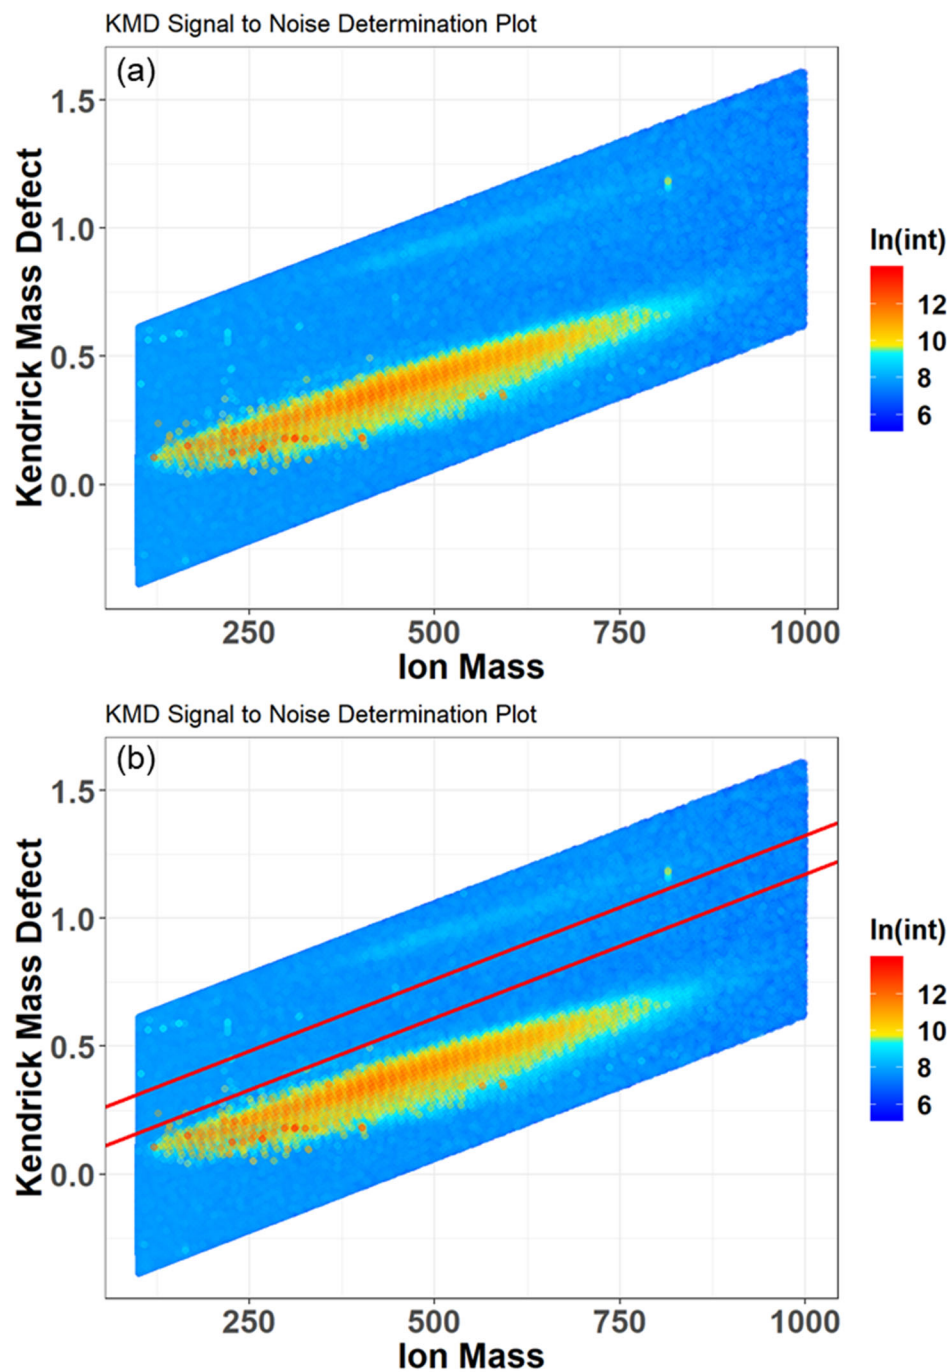 KMD Signal to Noise Determination Plot
(a)
1.5
1.0
0.5
0.0
Kendrick Mass Defect
250 500 750 1000
Ion Mass
ln(int)
12
10
8
6
KMD Signal to Noise Determination Plot
(b)
1.5
1.0
0.5
0.0
Kendrick Mass Defect
250 500 750 1000
Ion Mass
ln(int)
12
10
8
6